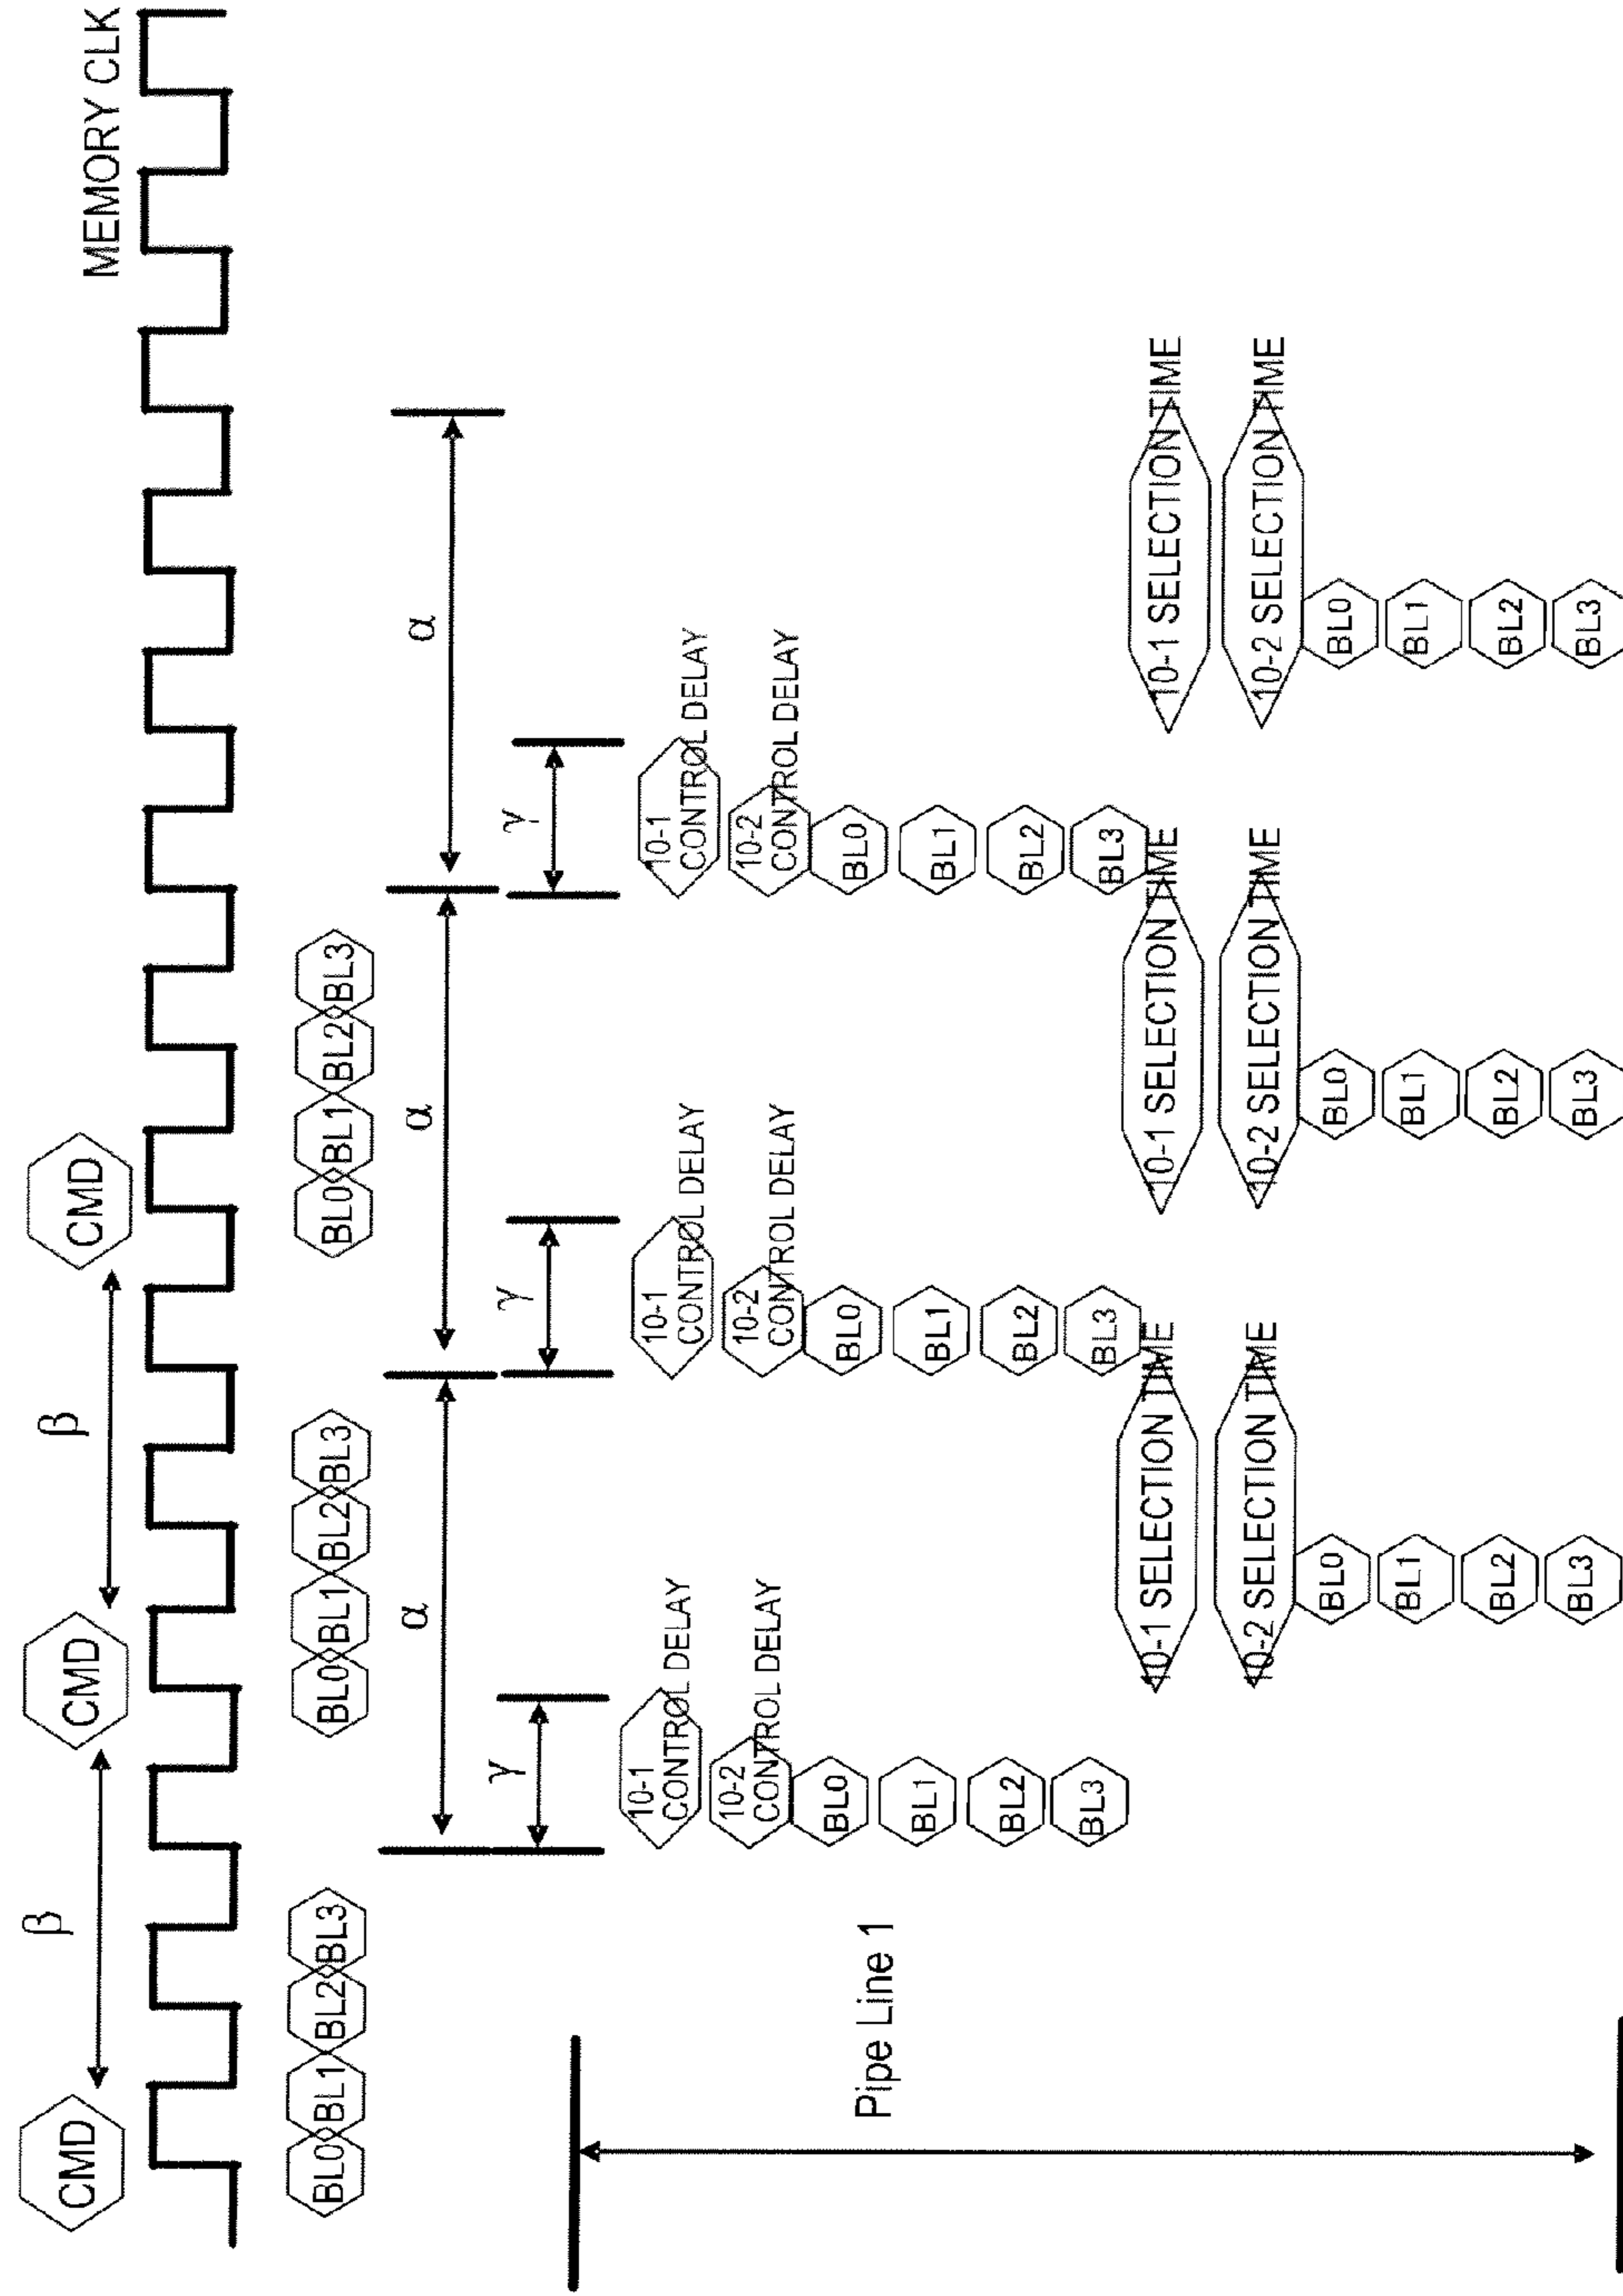 MEMORY CLK
CMD
β
CMD
β
CMD
BL0 BL1 BL2 BL3
BL0 BL1 BL2 BL3
BL0 BL1 BL2 BL3
α
α
α
γ
γ
γ
10-1
CONTROL DELAY
10-2
CONTROL DELAY
BL0
BL1
BL2
BL3
10-1
CONTROL DELAY
10-2
CONTROL DELAY
BL0
BL1
BL2
BL3
10-1
CONTROL DELAY
10-2
CONTROL DELAY
BL0
BL1
BL2
BL3
Pipe Line 1
10-1 SELECTION TIME
10-2 SELECTION TIME
BL0
BL1
BL2
BL3
10-1 SELECTION TIME
10-2 SELECTION TIME
BL0
BL1
BL2
BL3
10-1 SELECTION TIME
10-2 SELECTION TIME
BL0
BL1
BL2
BL3